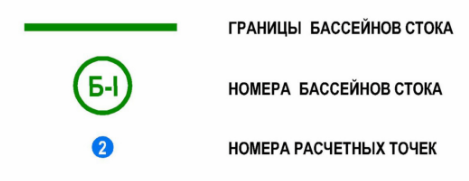 ГРАНИЦЫ БАССЕЙНОВ СТОКА
Б-I НОМЕРА БАССЕЙНОВ СТОКА
2 НОМЕРА РАСЧЕТНЫХ ТОЧЕК